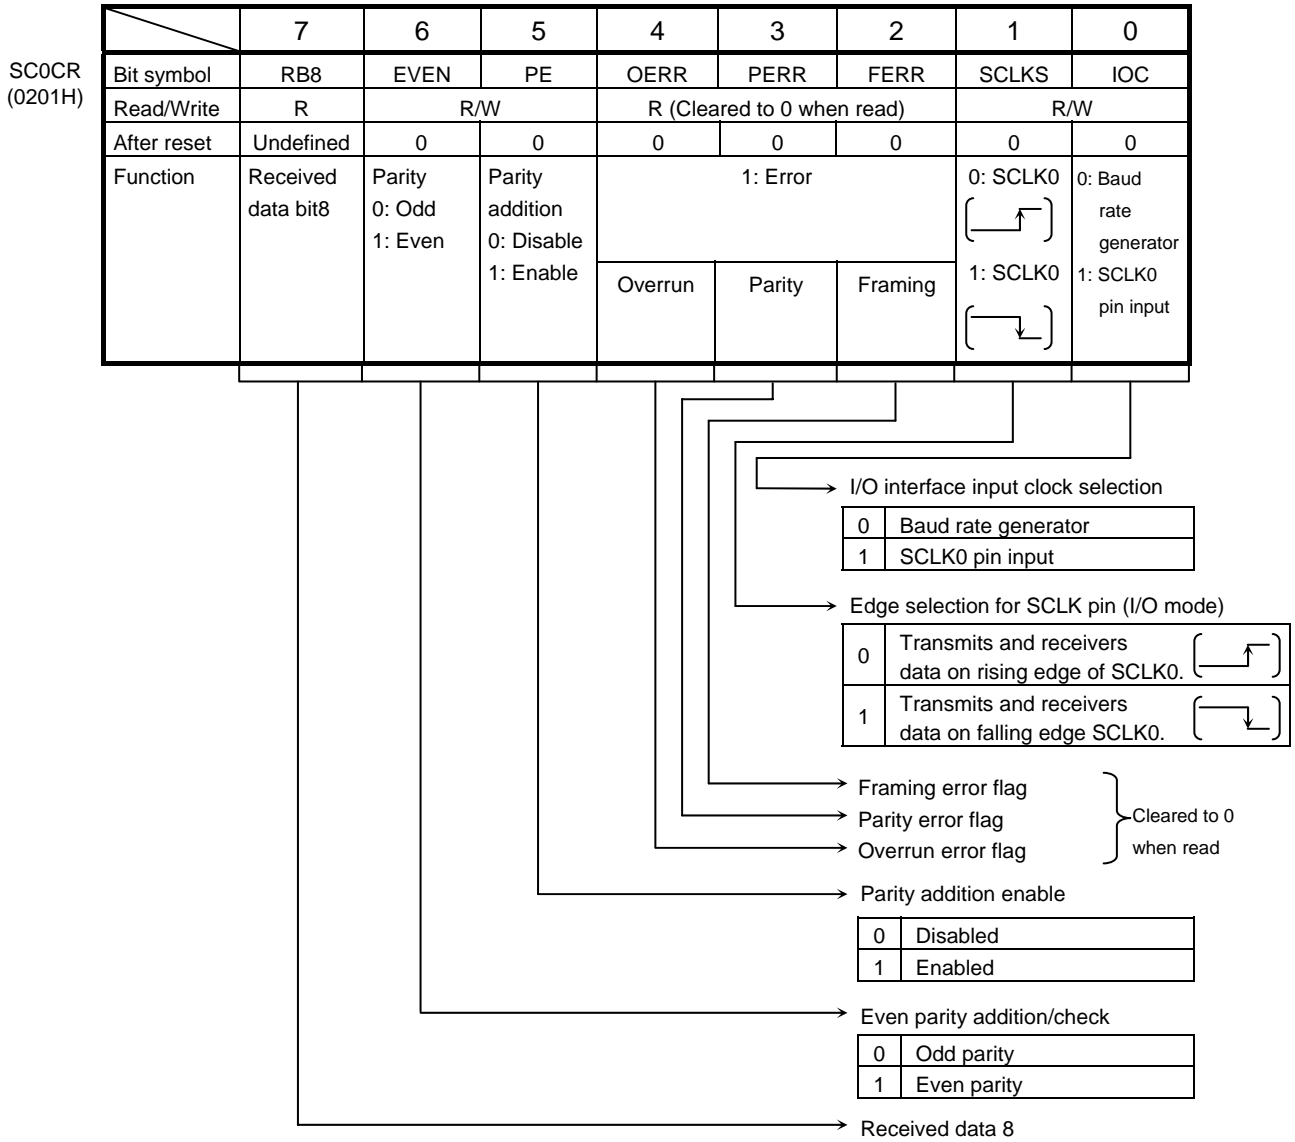 7 6 5 4 3 2 1 0
SC0CR
(0201H)
Bit symbol RB8 EVEN PE OERR PERR FERR SCLKS IOC
Read/Write R R/W R (Cleared to 0 when read) R/W
After reset Undefined 0 0 0 0 0 0 0
Function
Received
data bit8
Parity
0: Odd
1: Even
Parity
addition
0: Disable
1: Enable
1: Error
Overrun
Parity
Framing
0: SCLK0
1: SCLK0
0: Baud
rate
generator
1: SCLK0
pin input
I/O interface input clock selection
0 Baud rate generator
1 SCLK0 pin input
Edge selection for SCLK pin (I/O mode)
0 Transmits and receivers
data on rising edge of SCLK0.
1 Transmits and receivers
data on falling edge SCLK0.
Framing error flag
Parity error flag
Overrun error flag
Cleared to 0
when read
Parity addition enable
0 Disabled
1 Enabled
Even parity addition/check
0 Odd parity
1 Even parity
Received data 8